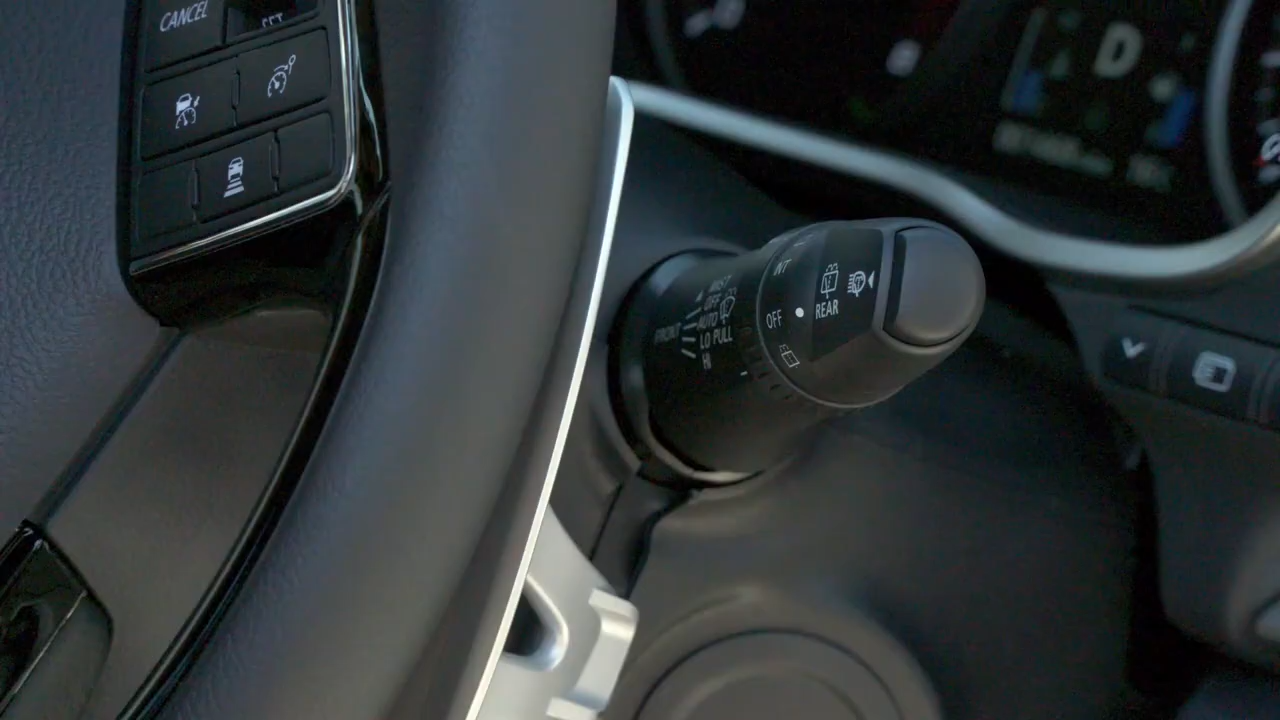 CANCEL
D
INT
REAR
OFF
MIST
OFF
AUTO
FRONT
LO PULL
HI